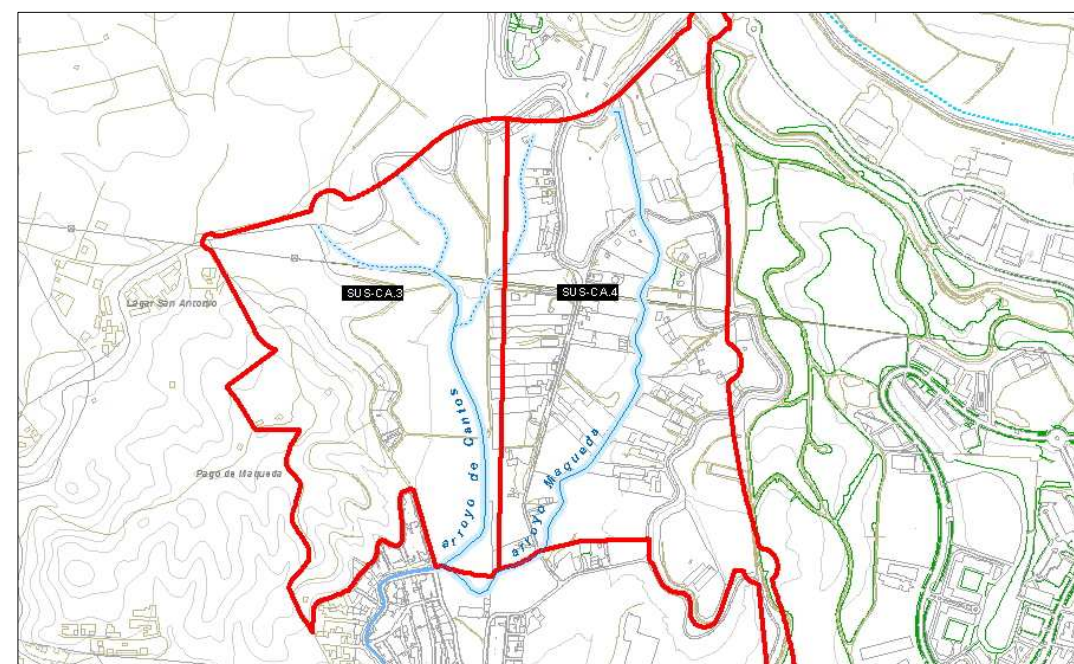 SUS-CA.3
SUS-CA.4
Lagar San Antonio
arroyo de Cantos
arroyo Maqueda
Pago de Maqueda